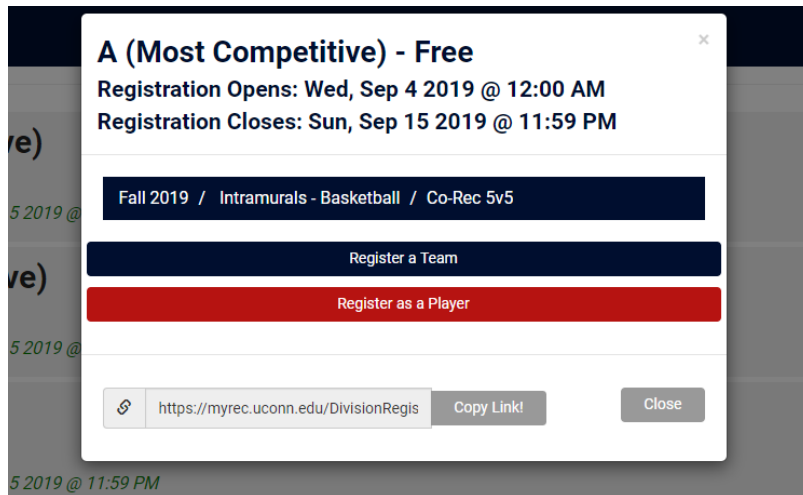 A (Most Competitive) - Free
×
Registration Opens: Wed, Sep 4 2019 @ 12:00 AM
Registration Closes: Sun, Sep 15 2019 @ 11:59 PM
Fall 2019 / Intramurals - Basketball / Co-Rec 5v5
Register a Team
Register as a Player
https://myrec.uconn.edu/DivisionRegis
Copy Link!
Close
ve)
5 2019 @
ve)
5 2019 @
5 2019 @ 11:59 PM